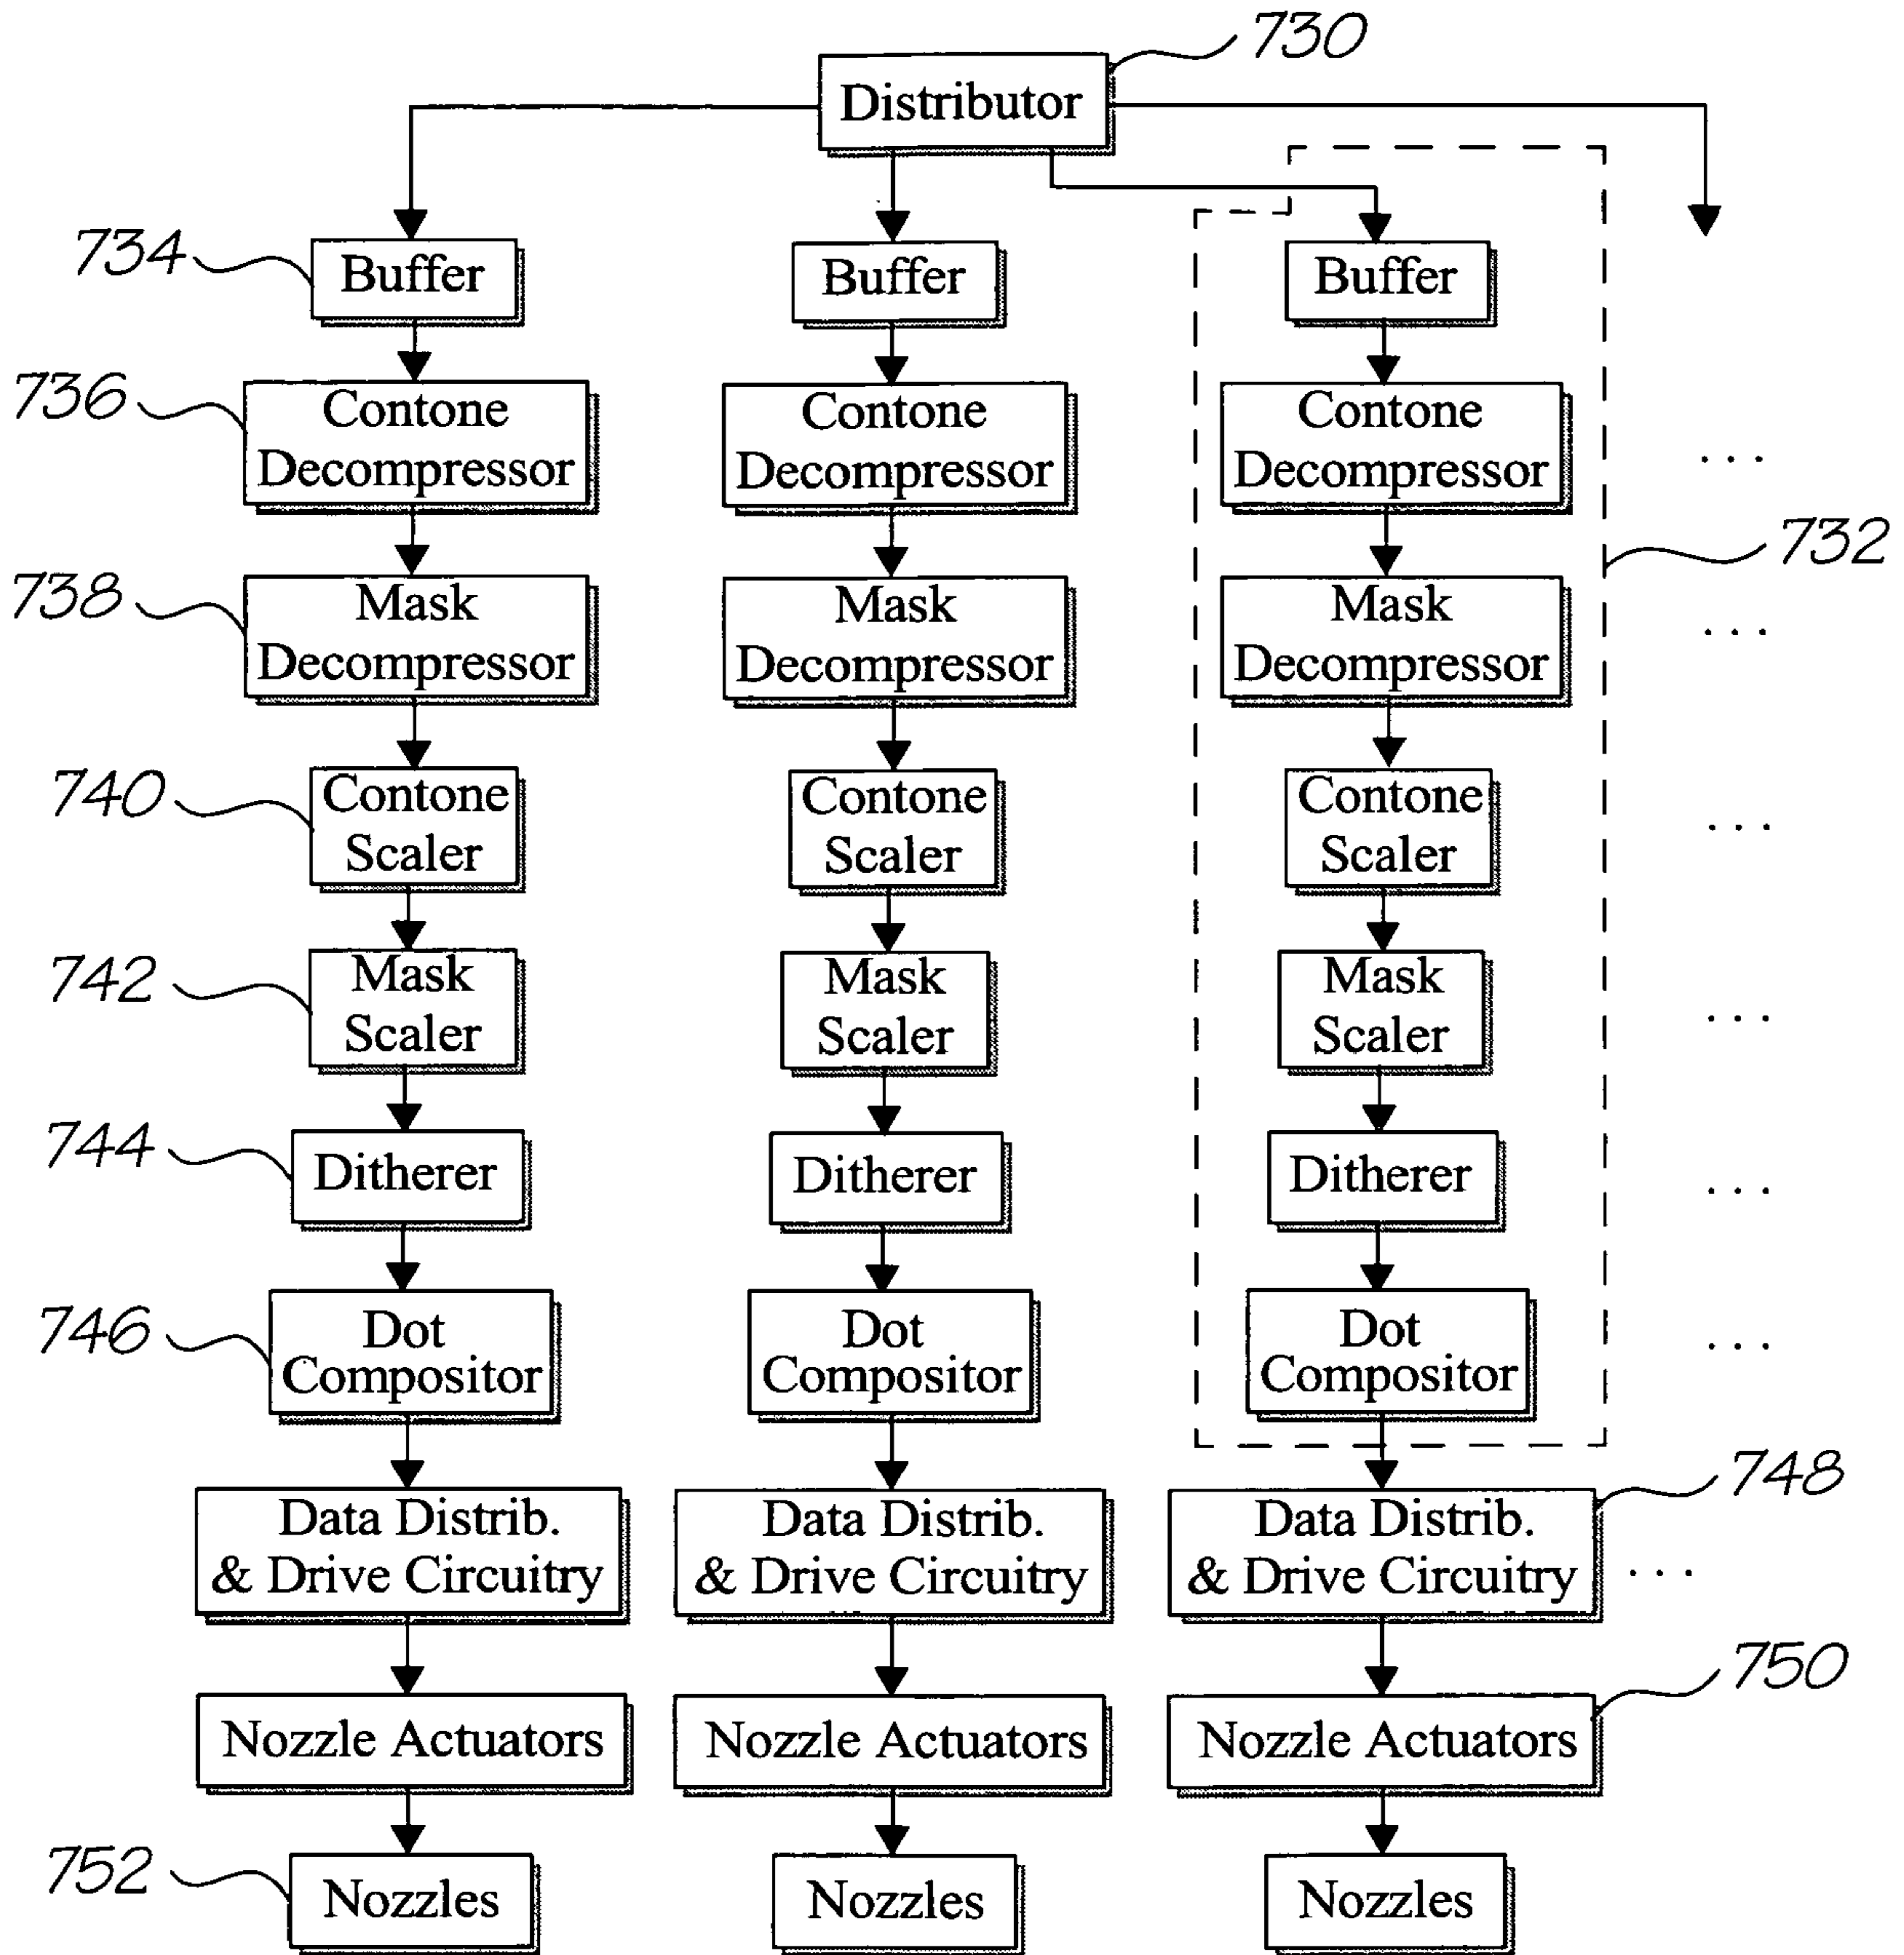 730
Distributor
734
Buffer
Buffer
Buffer
736
Contone
Decompressor
Contone
Decompressor
Contone
Decompressor
...
732
738
Mask
Decompressor
Mask
Decompressor
Mask
Decompressor
...
740
Contone
Scaler
Contone
Scaler
Contone
Scaler
...
742
Mask
Scaler
Mask
Scaler
Mask
Scaler
...
744
Ditherer
Ditherer
Ditherer
...
746
Dot
Compositor
Dot
Compositor
Dot
Compositor
...
748
Data Distrib.
& Drive Circuitry
Data Distrib.
& Drive Circuitry
Data Distrib.
& Drive Circuitry
...
750
Nozzle Actuators
Nozzle Actuators
Nozzle Actuators
752
Nozzles
Nozzles
Nozzles